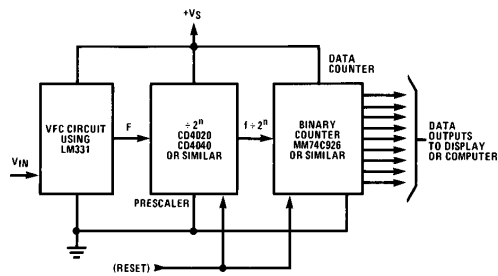 +VS
DATA
COUNTER
VFC CIRCUIT
USING
LM331
F
÷2ⁿ
CD4020
CD4040
OR SIMILAR
f ÷ 2ⁿ
BINARY
COUNTER
MM74C926
OR SIMILAR
DATA
OUTPUTS
TO DISPLAY
OR COMPUTER
VIN
PRESCALER
(RESET)